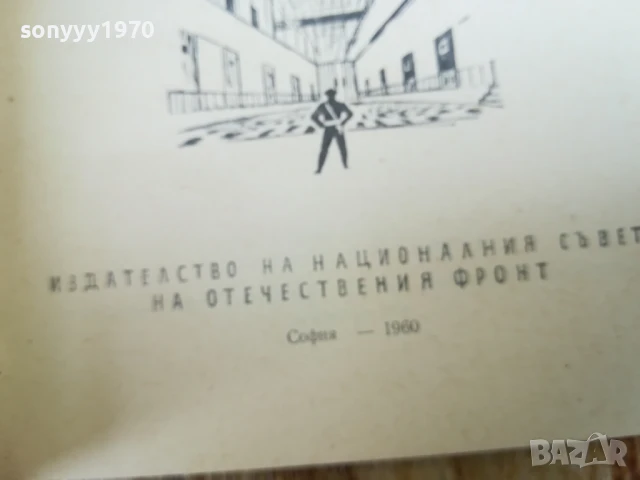 sonyyy1970
ИЗДАТЕЛСТВО НА НАЦИОНАЛНИЯ СЪВЕТ
НА ОТЕЧЕСТВЕНИЯ ФРОНТ
София — 1960
BAZAR